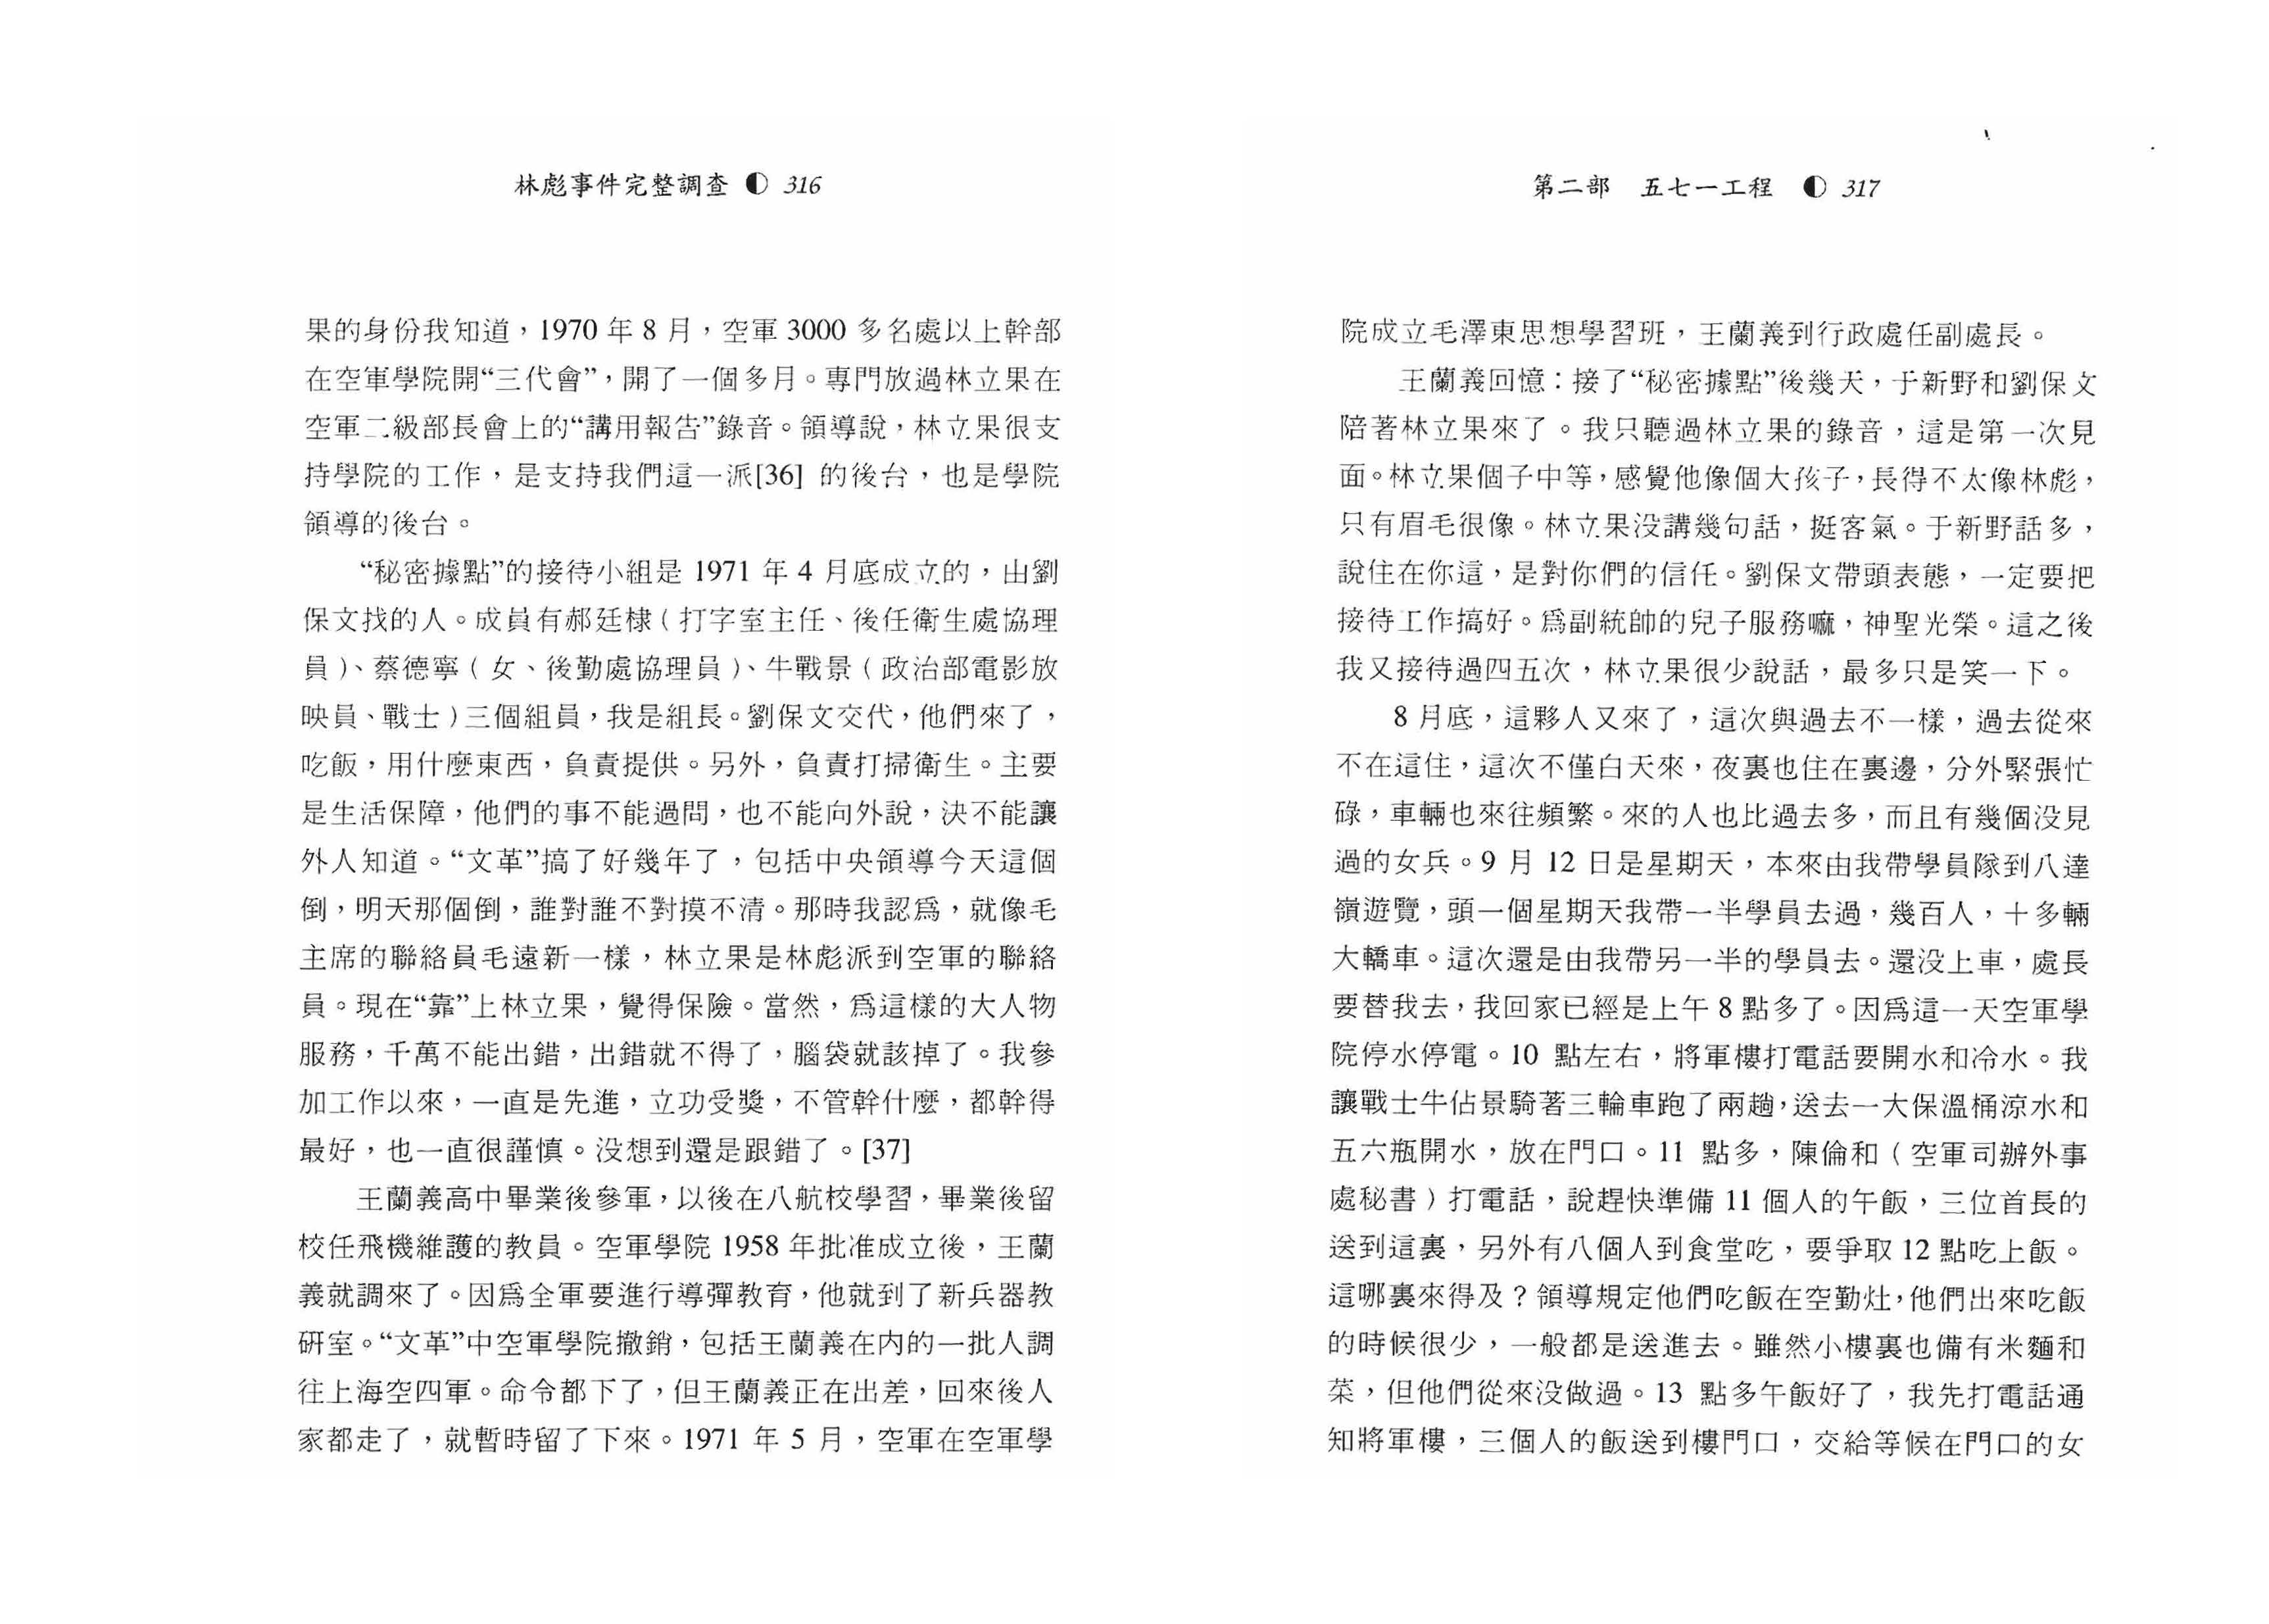 林彪事件完整調查 ◐ 316
果的身份我知道，1970 年 8 月，空軍 3000 多名處以上幹部
在空軍學院開“三代會”，開了一個多月。專門放過林立果在
空軍二級部長會上的“講用報告”錄音。領導說，林立果很支
持學院的工作，是支持我們這一派[36] 的後台，也是學院
領導的後台。
“秘密據點”的接待小組是 1971 年 4 月底成立的，由劉
保文找的人。成員有郝廷棣（打字室主任、後任衛生處協理
員）、蔡德寧（女、後勤處協理員）、牛戰景（政治部電影放
映員、戰士）三個組員，我是組長。劉保文交代，他們來了，
吃飯，用什麼東西，負責提供。另外，負責打掃衛生。主要
是生活保障，他們的事不能過問，也不能向外說，決不能讓
外人知道。“文革”搞了好幾年了，包括中央領導今天這個
倒，明天那個倒，誰對誰不對摸不清。那時我認爲，就像毛
主席的聯絡員毛遠新一樣，林立果是林彪派到空軍的聯絡
員。現在“靠”上林立果，覺得保險。當然，爲這樣的大人物
服務，千萬不能出錯，出錯就不得了，腦袋就該掉了。我參
加工作以來，一直是先進，立功受獎，不管幹什麼，都幹得
最好，也一直很謹慎。没想到還是跟錯了。[37]
王蘭義高中畢業後參軍，以後在八航校學習，畢業後留
校任飛機維護的教員。空軍學院 1958 年批准成立後，王蘭
義就調來了。因爲全軍要進行導彈教育，他就到了新兵器教
研室。“文革”中空軍學院撤銷，包括王蘭義在内的一批人調
往上海空四軍。命令都下了，但王蘭義正在出差，回來後人
家都走了，就暫時留了下來。1971 年 5 月，空軍在空軍學
第二部　五七一工程 ◐ 317
院成立毛澤東思想學習班，王蘭義到行政處任副處長。
王蘭義回憶：接了“秘密據點”後幾天，于新野和劉保文
陪著林立果來了。我只聽過林立果的錄音，這是第一次見
面。林立果個子中等，感覺他像個大孩子，長得不太像林彪，
只有眉毛很像。林立果没講幾句話，挺客氣。于新野話多，
說住在你這，是對你們的信任。劉保文帶頭表態，一定要把
接待工作搞好。爲副統帥的兒子服務嘛，神聖光榮。這之後
我又接待過四五次，林立果很少說話，最多只是笑一下。
8 月底，這夥人又來了，這次與過去不一樣，過去從來
不在這住，這次不僅白天來，夜裏也住在裏邊，分外緊張忙
碌，車輛也來往頻繁。來的人也比過去多，而且有幾個没見
過的女兵。9 月 12 日是星期天，本來由我帶學員隊到八達
嶺遊覽，頭一個星期天我帶一半學員去過，幾百人，十多輛
大轎車。這次還是由我帶另一半的學員去。還没上車，處長
要替我去，我回家已經是上午 8 點多了。因爲這一天空軍學
院停水停電。10 點左右，將軍樓打電話要開水和冷水。我
讓戰士牛佔景騎著三輪車跑了兩趟，送去一大保溫桶涼水和
五六瓶開水，放在門口。11 點多，陳倫和（空軍司辦外事
處秘書）打電話，說趕快準備 11 個人的午飯，三位首長的
送到這裏，另外有八個人到食堂吃，要爭取 12 點吃上飯。
這哪裏來得及？領導規定他們吃飯在空勤灶，他們出來吃飯
的時候很少，一般都是送進去。雖然小樓裏也備有米麵和
菜，但他們從來没做過。13 點多午飯好了，我先打電話通
知將軍樓，三個人的飯送到樓門口，交給等候在門口的女